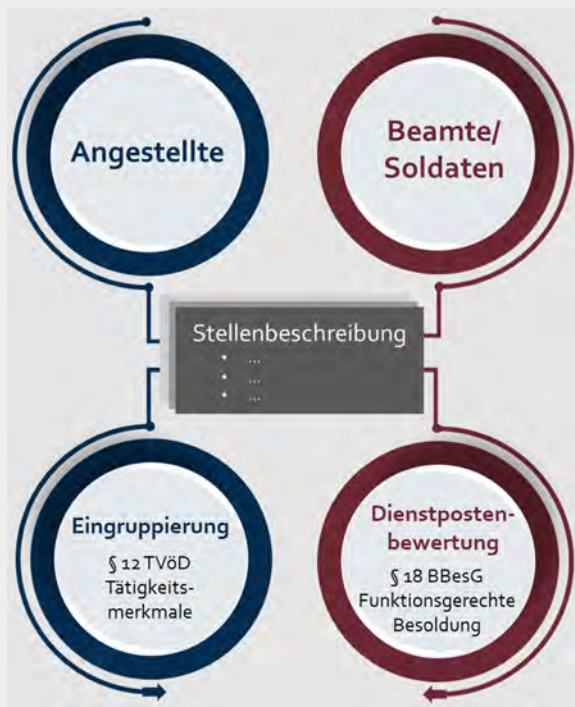 Angestellte
Beamte/
Soldaten
Stellenbeschreibung
• ...
• ...
• ...
Eingruppierung
§ 12 TVöD
Tätigkeits-
merkmale
Dienstposten-
bewertung
§ 18 BBesG
Funktionsgerechte
Besoldung